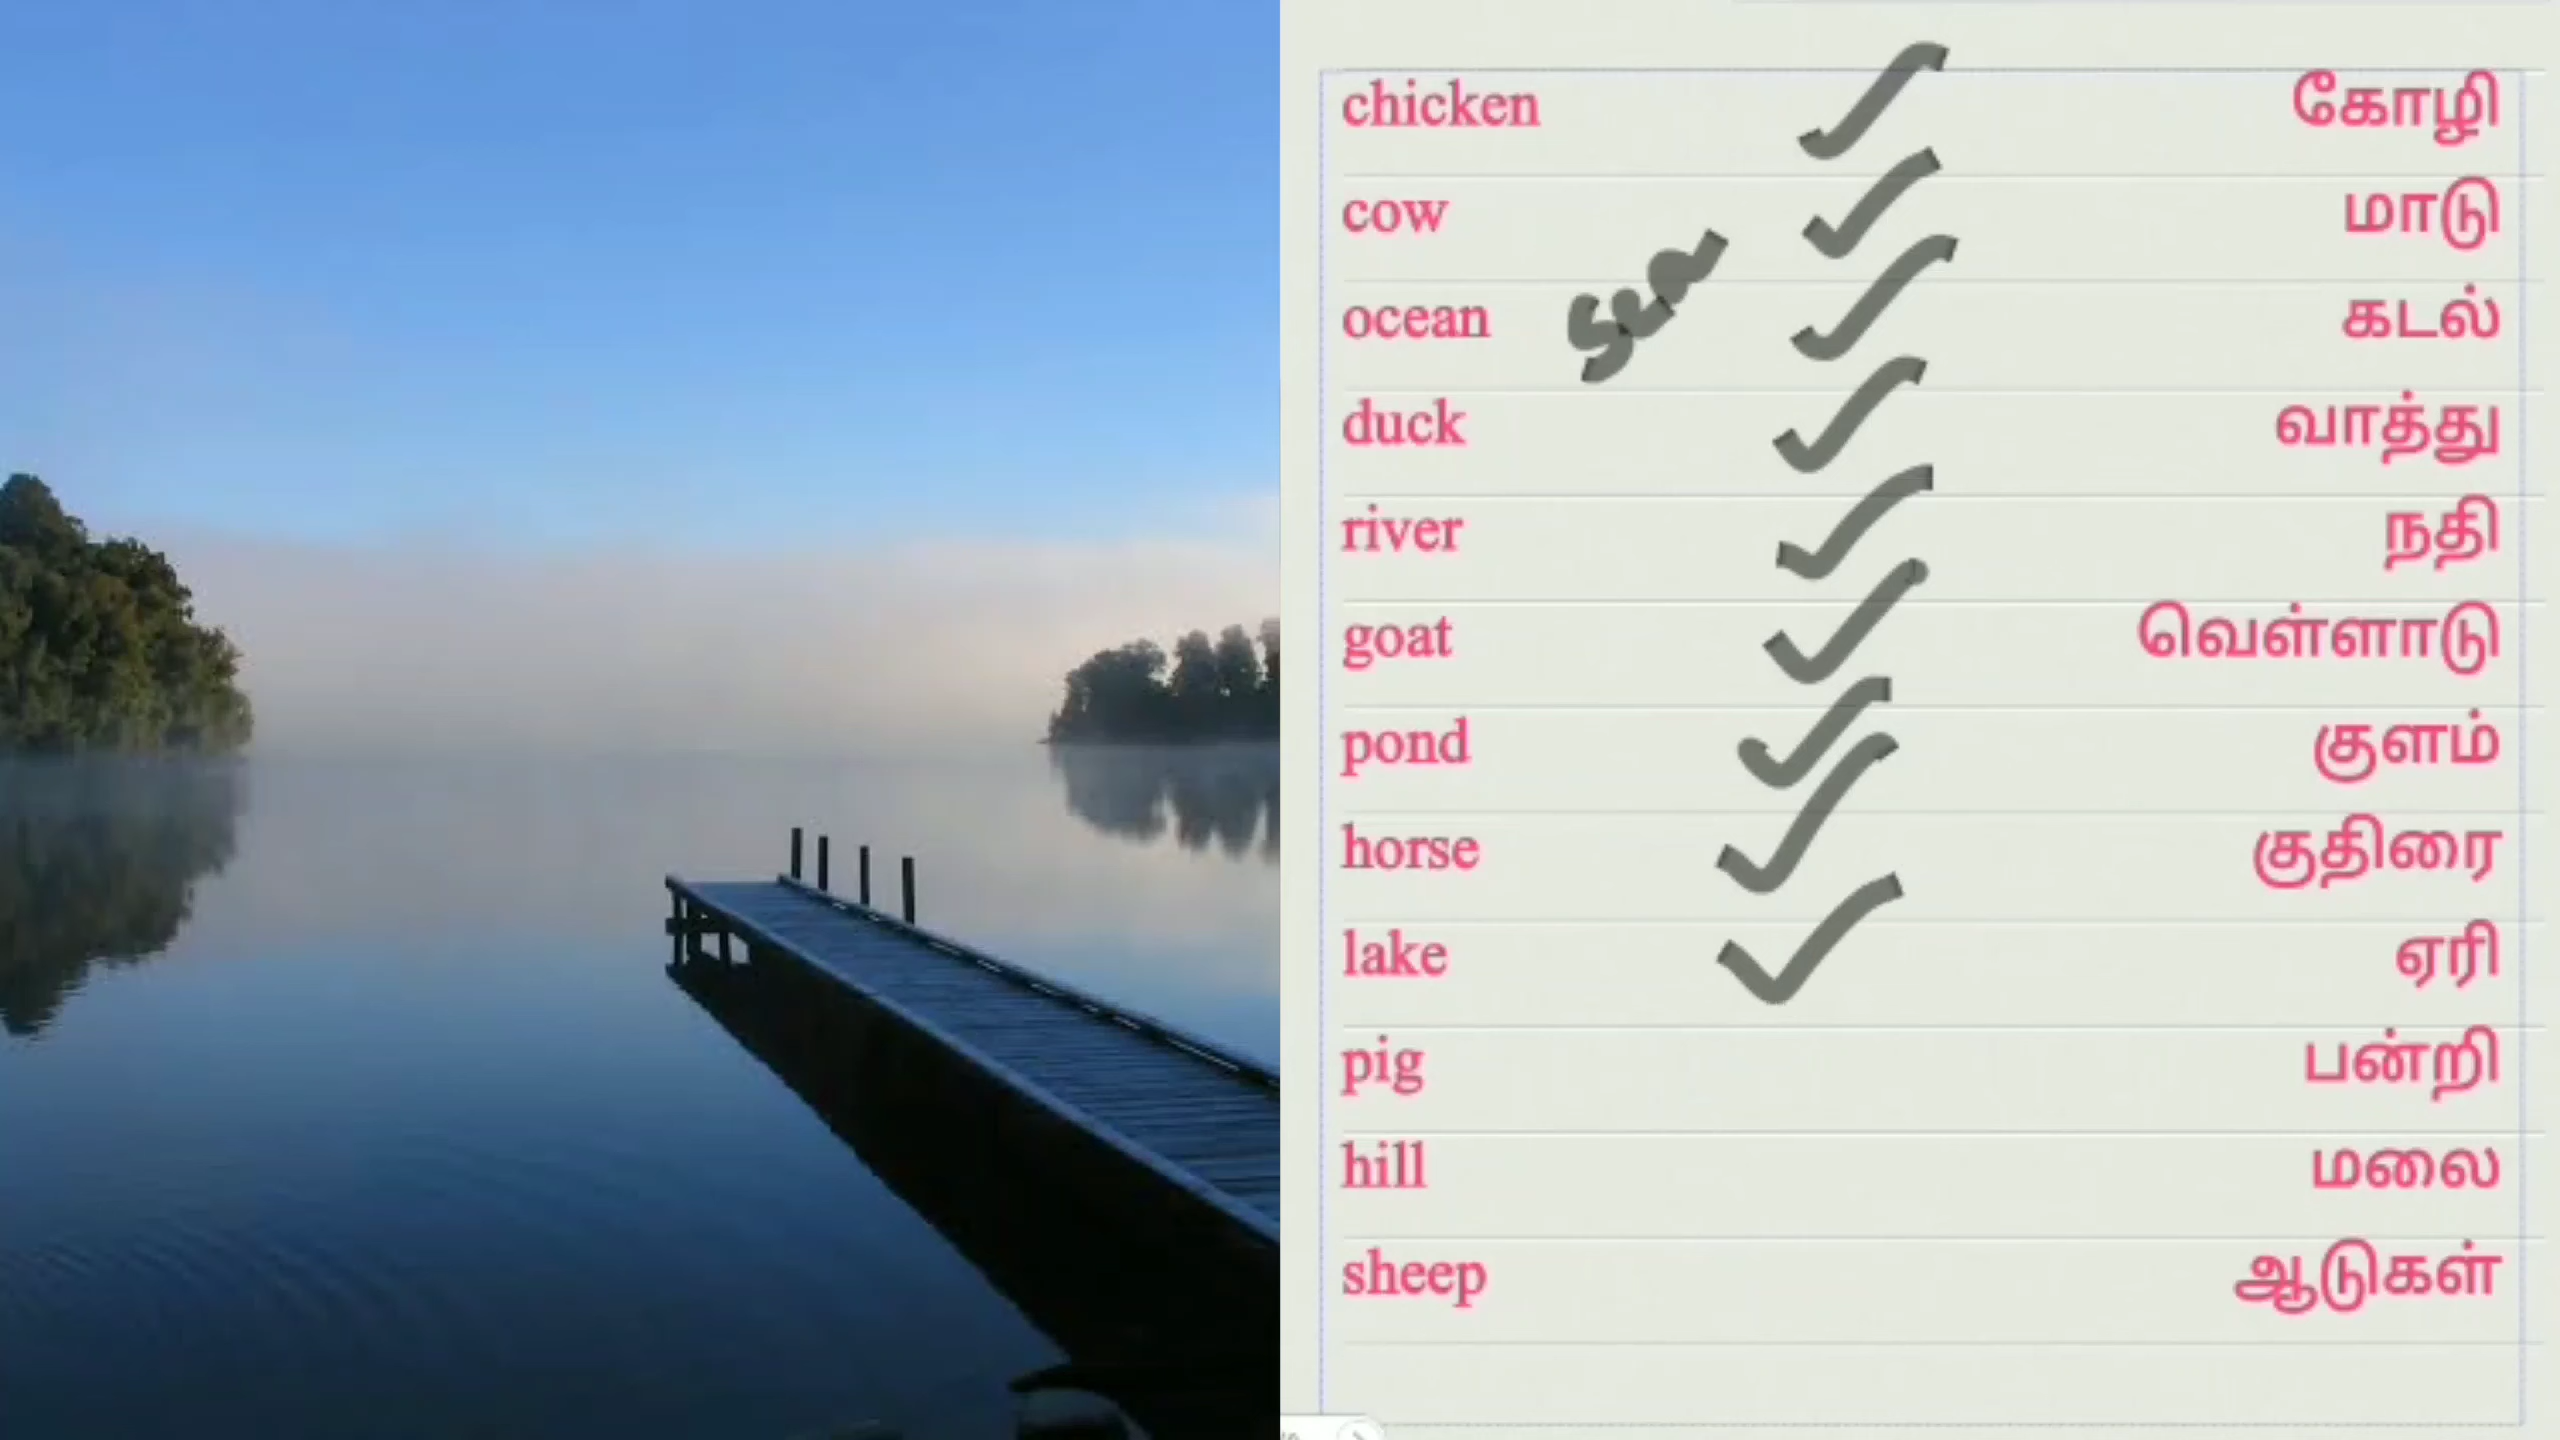 chicken கோழி
cow மாடு
ocean sea கடல்
duck வாத்து
river நதி
goat வெள்ளாடு
pond குளம்
horse குதிரை
lake ஏரி
pig பன்றி
hill மலை
sheep ஆடுகள்